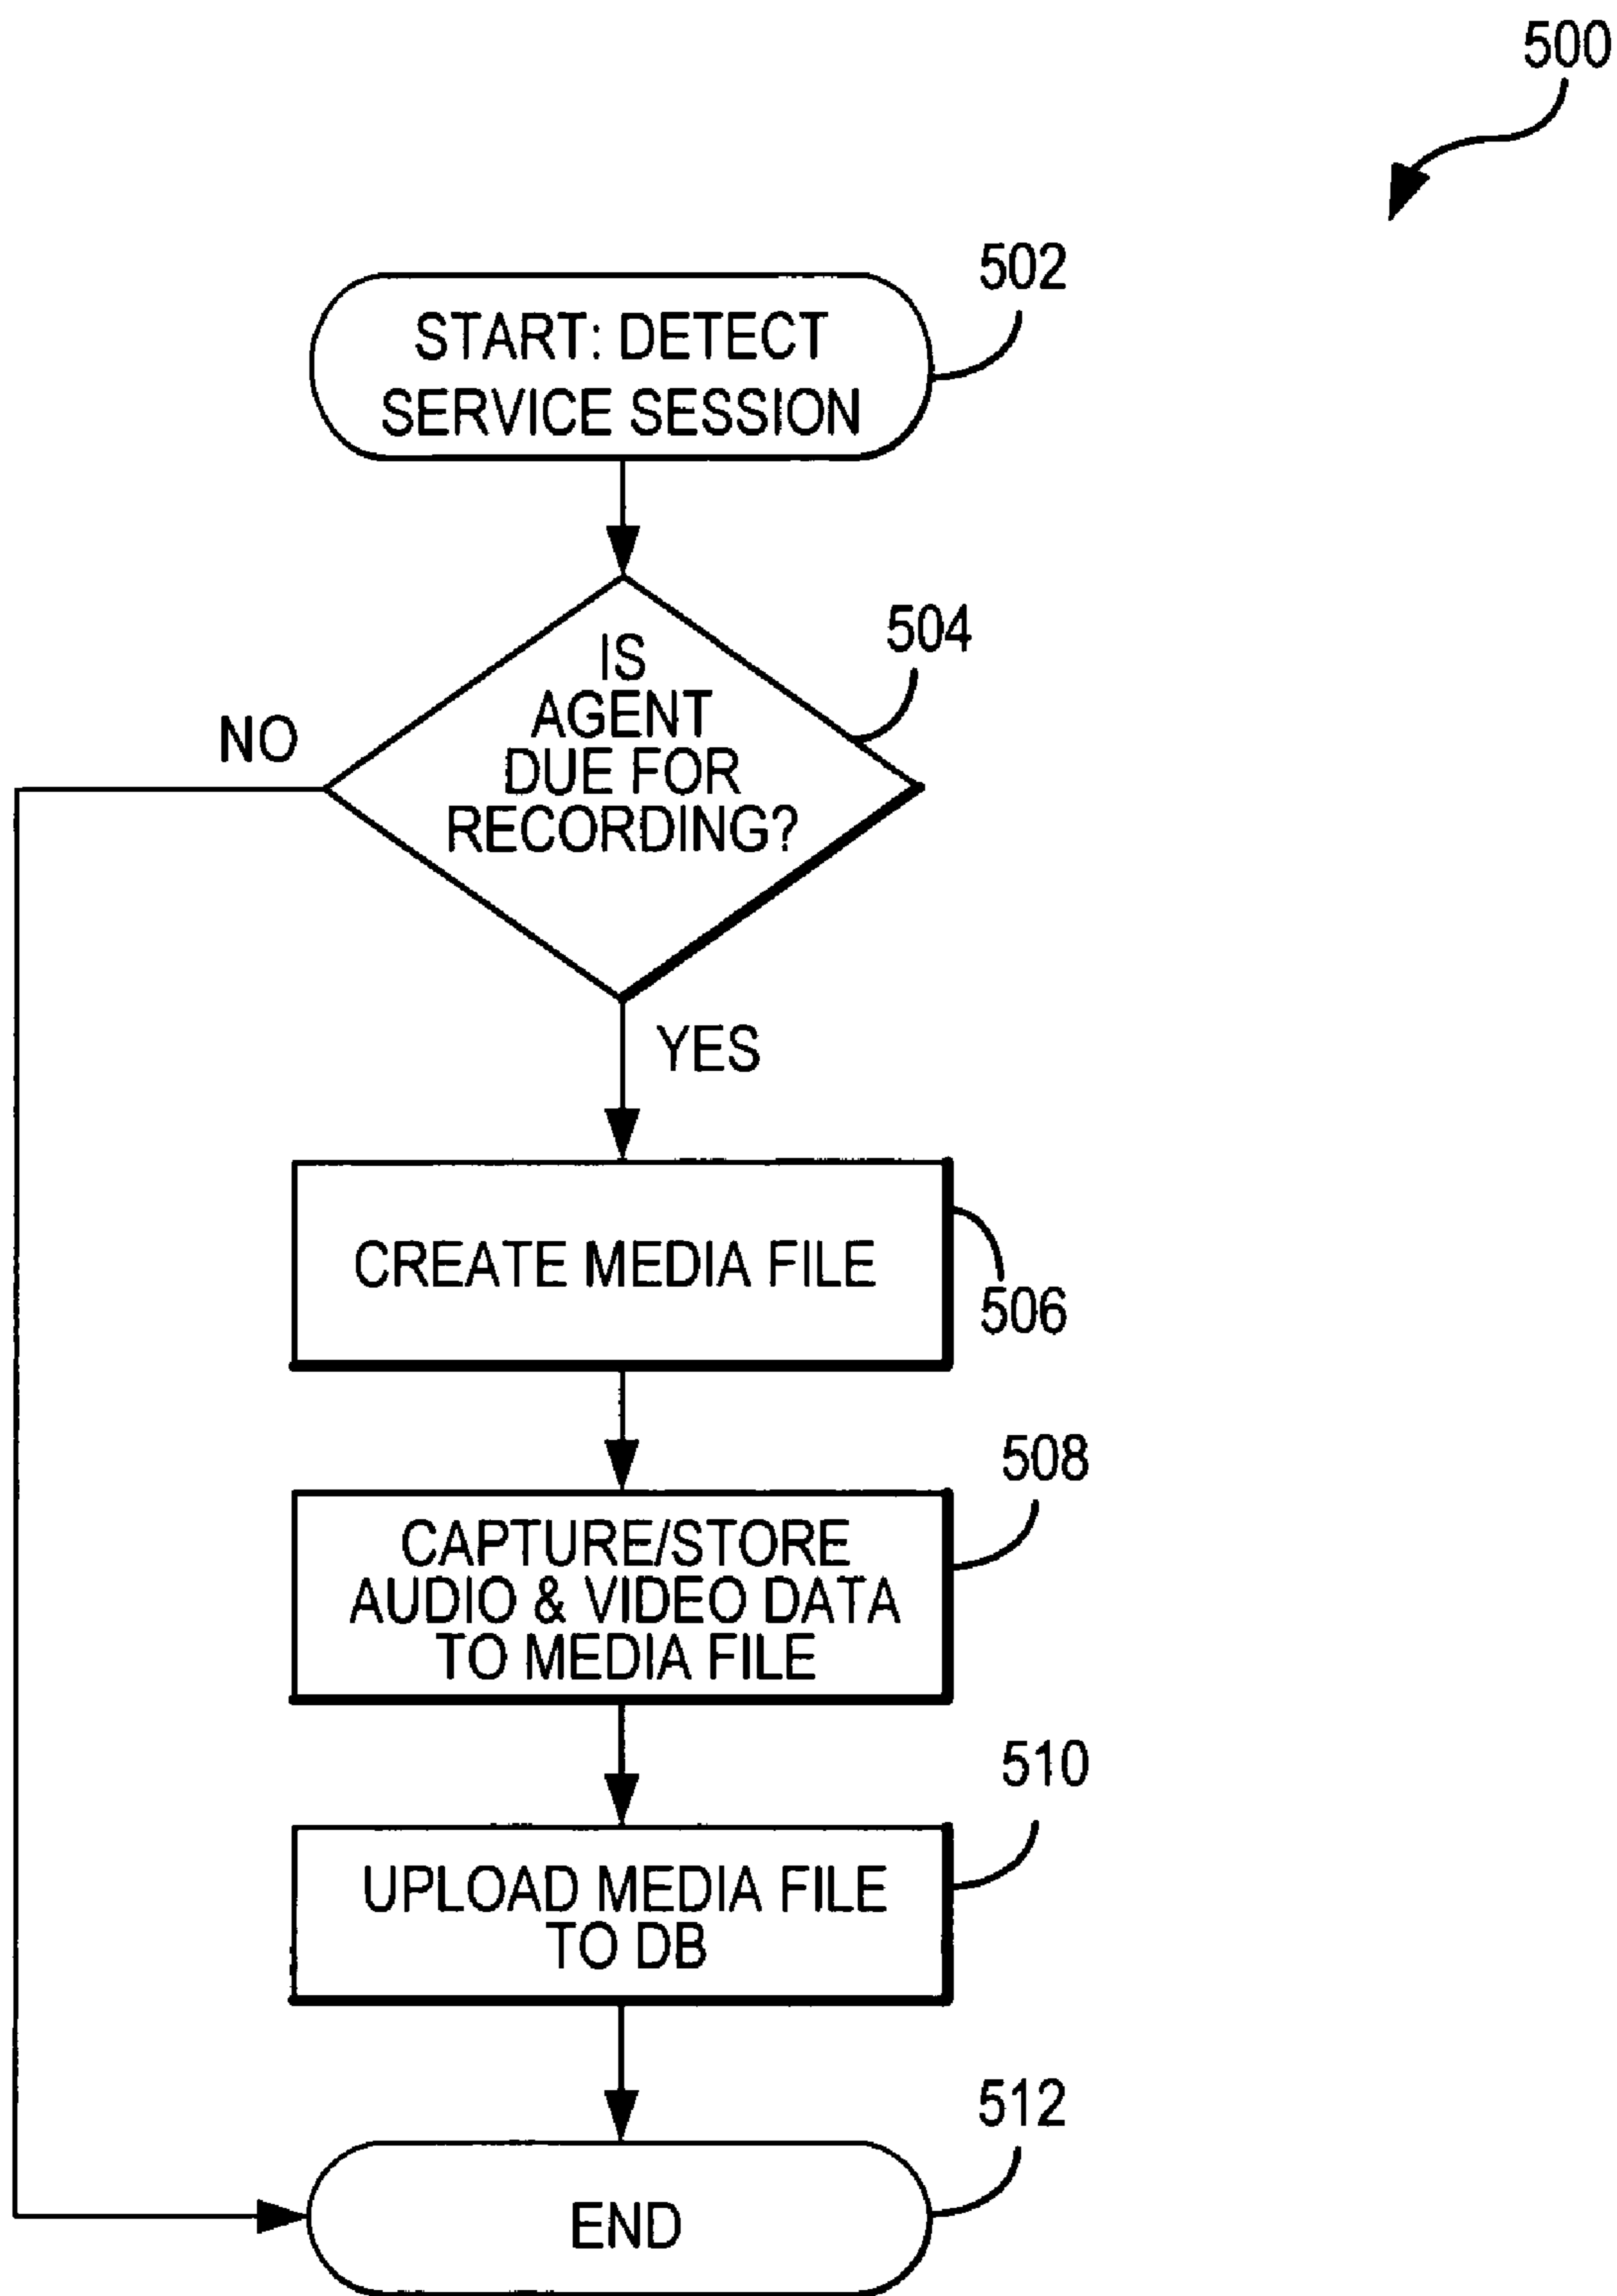 500
502
START: DETECT
SERVICE SESSION
504
IS
AGENT
DUE FOR
RECORDING?
NO
YES
CREATE MEDIA FILE
506
508
CAPTURE/STORE
AUDIO & VIDEO DATA
TO MEDIA FILE
510
UPLOAD MEDIA FILE
TO DB
512
END